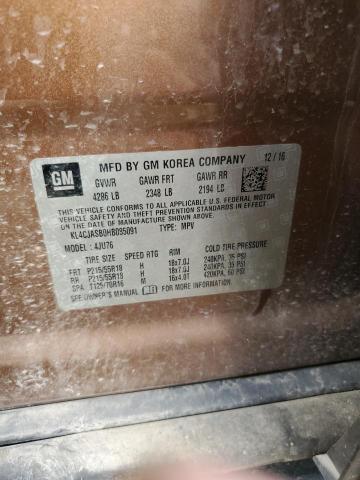 GM
MFD BY GM KOREA COMPANY 12/16
GVWR GAWR FRT GAWR RR
4286 LB 2348 LB 2194 LB
THIS VEHICLE CONFORMS TO ALL APPLICABLE U.S. FEDERAL MOTOR
VEHICLE SAFETY AND THEFT PREVENTION STANDARDS IN EFFECT ON
THE DATE OF MANUFACTURE SHOWN ABOVE.
KL4CJASB0HB035091 TYPE: MPV
MODEL: 4JU76
TIRE SIZE SPEED RTG RIM COLD TIRE PRESSURE
FRT P215/55R18 H 18x7.0J 240KPA, 35 PSI
RR P215/55R18 H 18x7.0J 240KPA, 35 PSI
SPA T125/70R16 M 16x4.0T 420KPA, 60 PSI
SEE OWNER'S MANUAL FOR MORE INFORMATION.